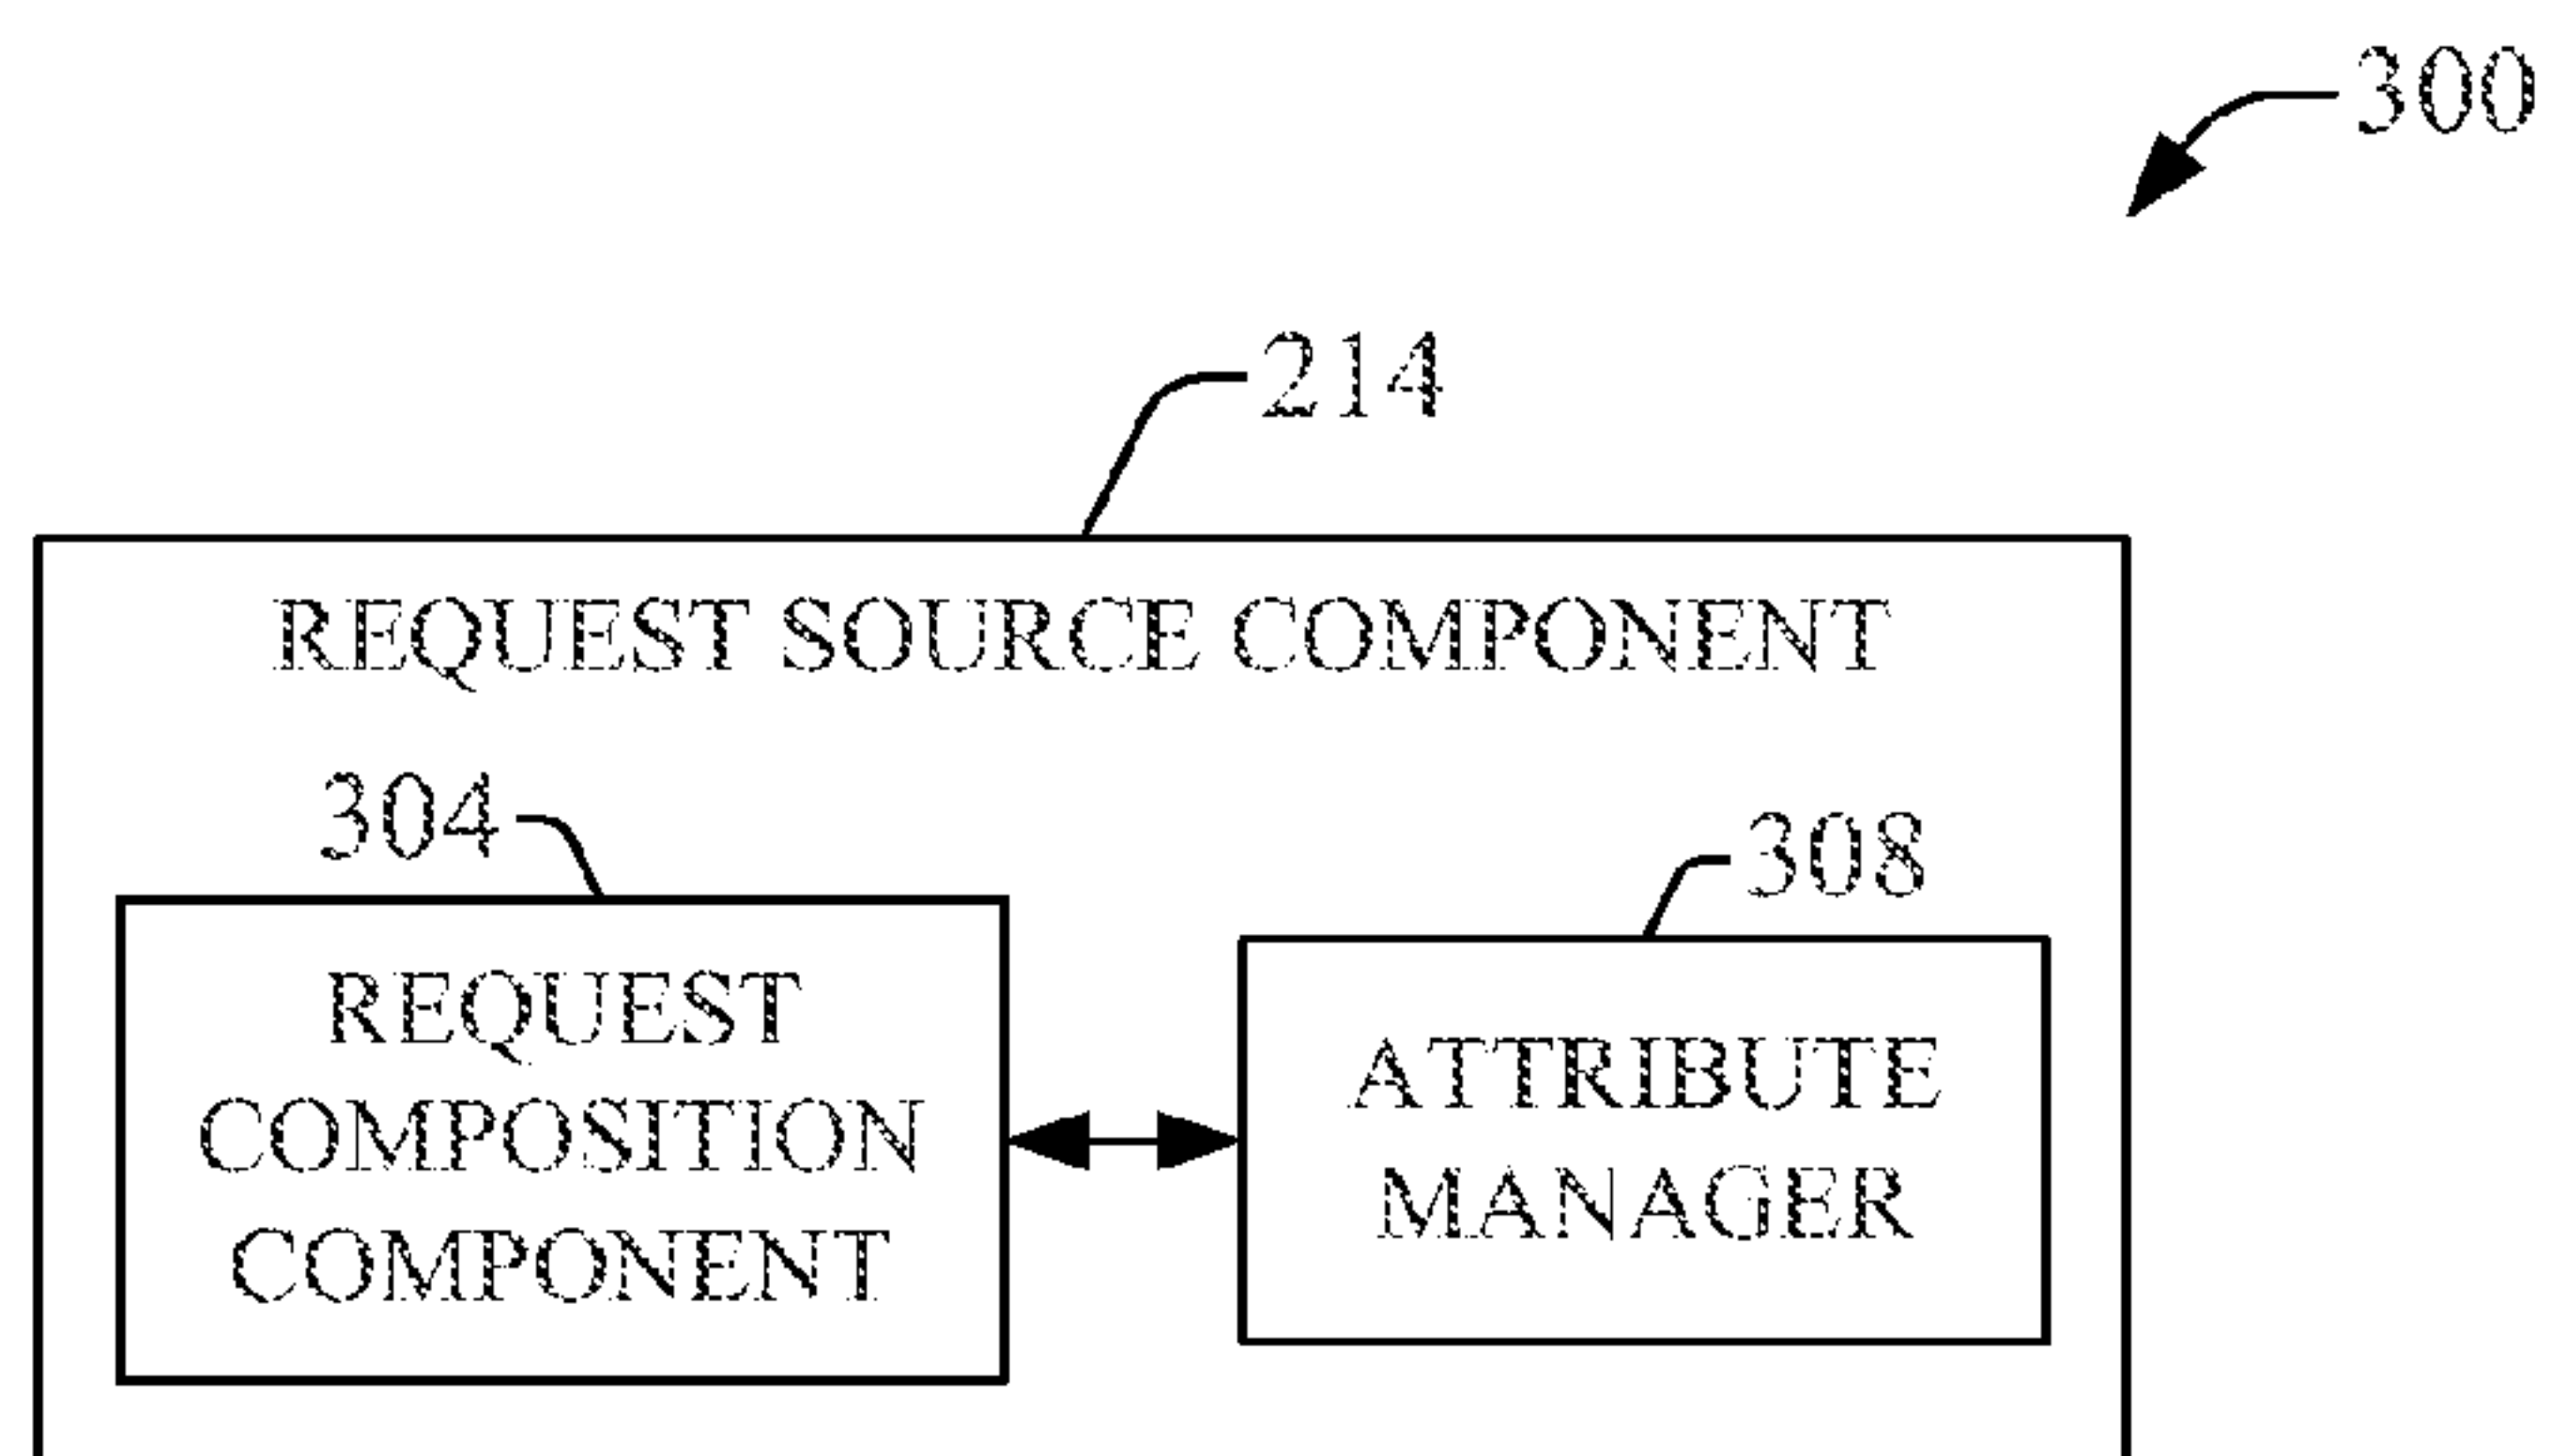 300
214
REQUEST SOURCE COMPONENT
304
308
REQUEST
COMPOSITION
COMPONENT
ATTRIBUTE
MANAGER